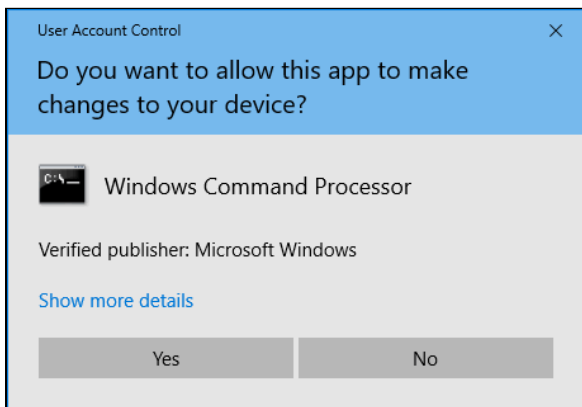 User Account Control
Do you want to allow this app to make
changes to your device?
C:\_
Windows Command Processor
Verified publisher: Microsoft Windows
Show more details
Yes
No